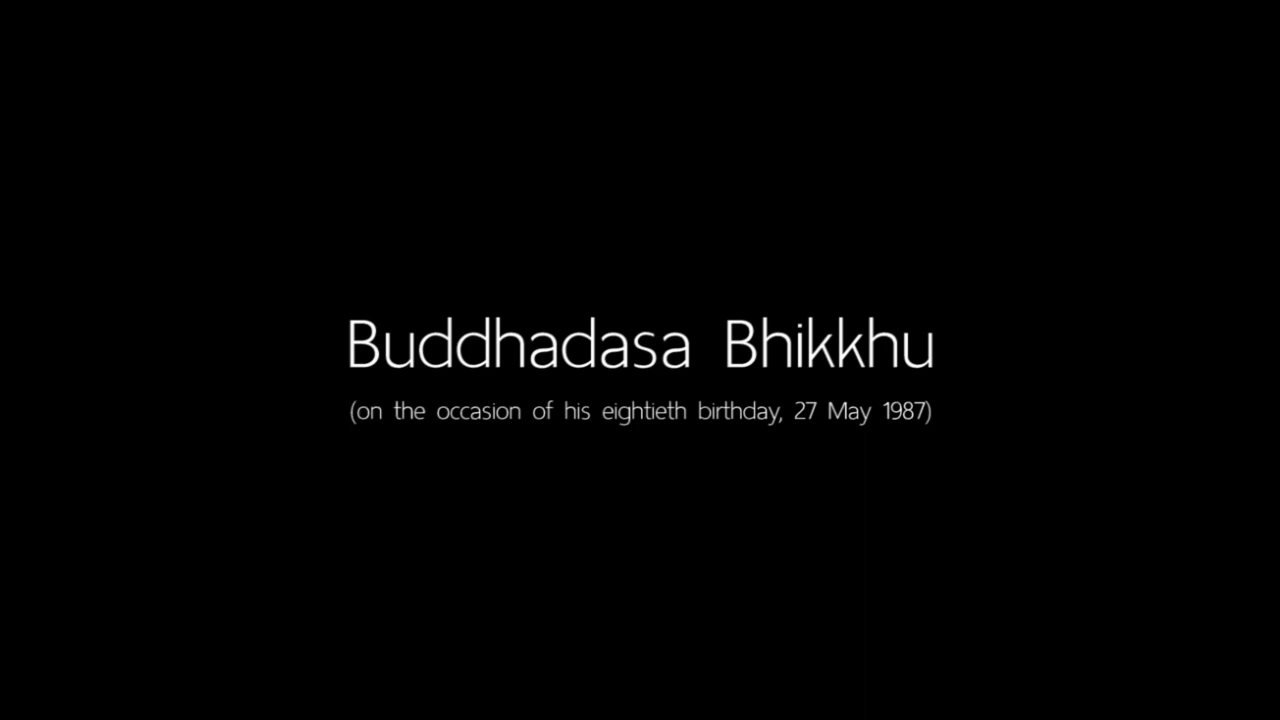 Buddhadasa Bhikkhu
(on the occasion of his eightieth birthday, 27 May 1987)